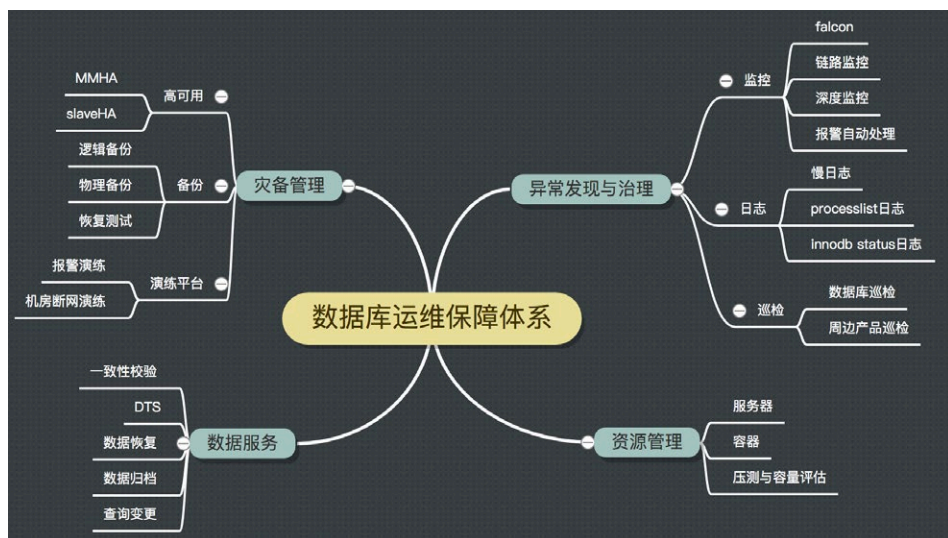 数据库运维保障体系
灾备管理
高可用
MMHA
slaveHA
备份
逻辑备份
物理备份
恢复测试
演练平台
报警演练
机房断网演练
数据服务
一致性校验
DTS
数据恢复
数据归档
查询变更
异常发现与治理
监控
falcon
链路监控
深度监控
报警自动处理
日志
慢日志
processlist日志
innodb status日志
巡检
数据库巡检
周边产品巡检
资源管理
服务器
容器
压测与容量评估